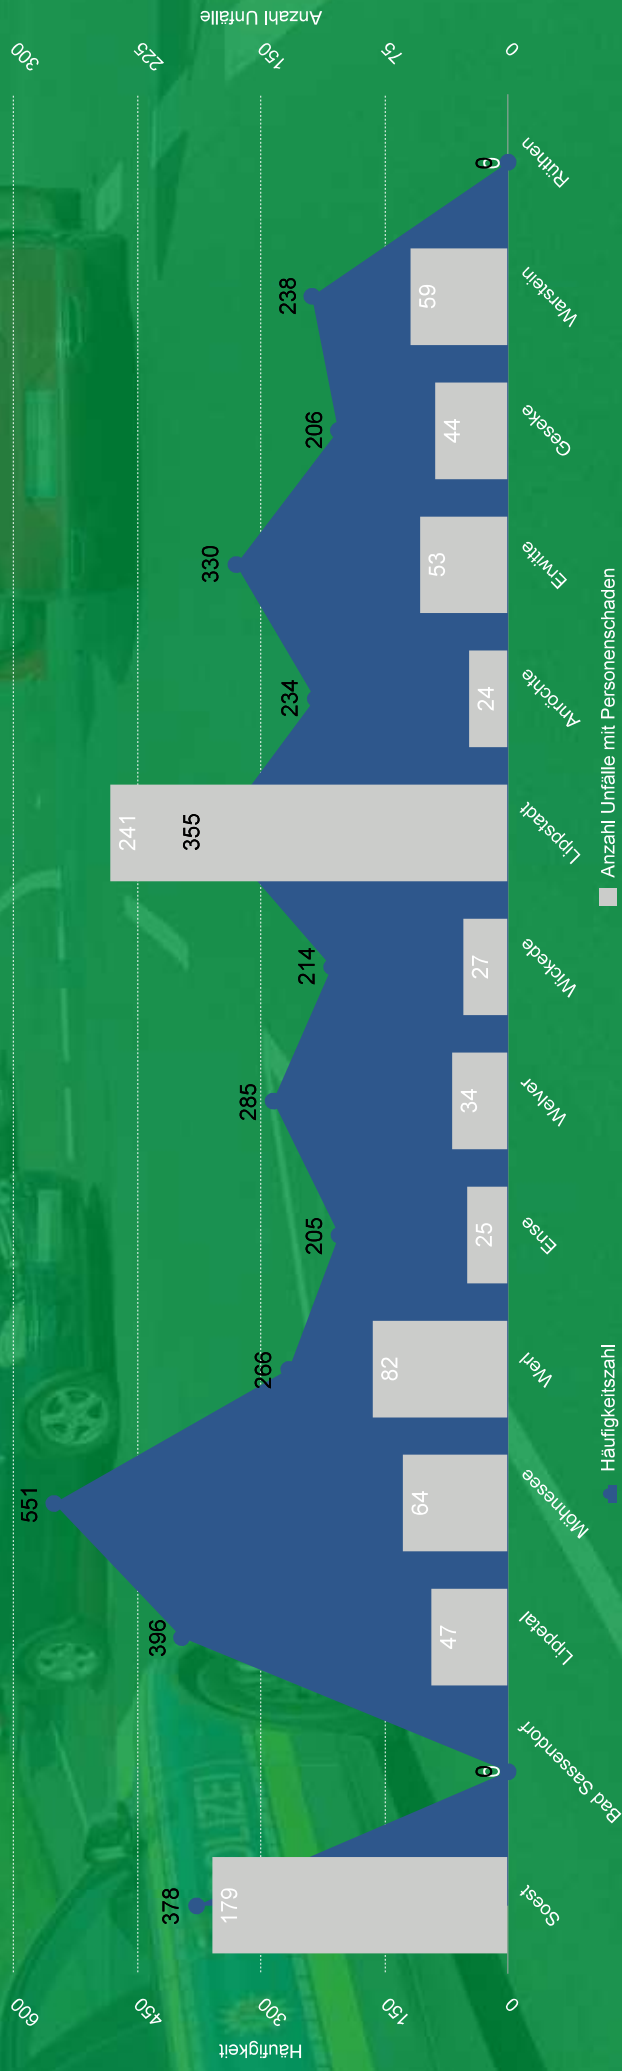 Häufigkeit
600
450
300
150
0
378
179
0
0
396
47
551
64
266
82
205
25
285
34
214
27
241
355
234
24
330
53
206
44
238
59
0
0
Soest
Bad Sassendorf
Lippetal
Möhnesee
Werl
Ense
Welver
Wickede
Lippstadt
Anröchte
Erwitte
Geseke
Warstein
Rüthen
300
225
150
75
0
Anzahl Unfälle
Häufigkeitszahl
Anzahl Unfälle mit Personenschaden
POLIZEI